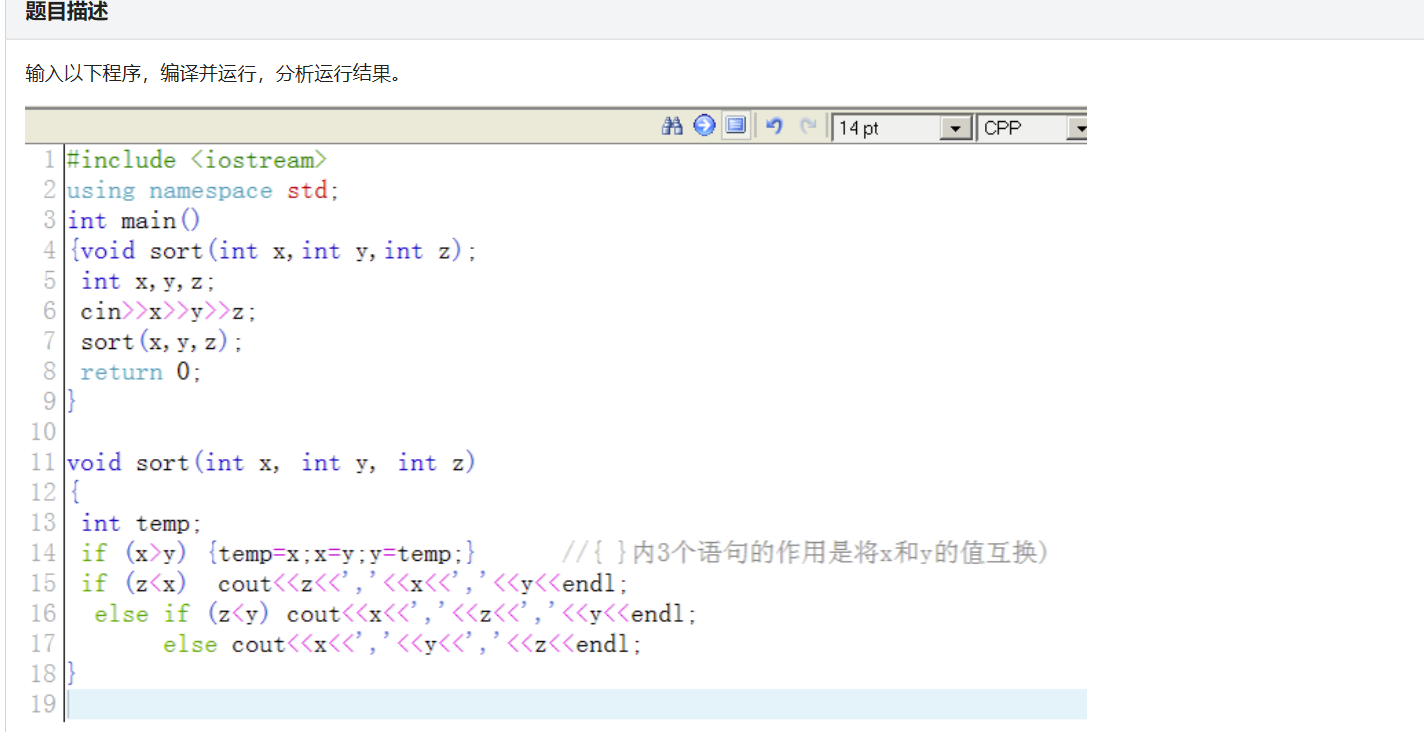 题目描述
输入以下程序，编译并运行，分析运行结果。
14 pt CPP
1 #include <iostream>
2 using namespace std;
3 int main()
4 {void sort(int x,int y,int z);
5 int x,y,z;
6 cin>>x>>y>>z;
7 sort(x,y,z);
8 return 0;
9 }
10
11 void sort(int x, int y, int z)
12 {
13 int temp;
14 if (x>y) {temp=x;x=y;y=temp;} //{ }内3个语句的作用是将x和y的值互换)
15 if (z<x) cout<<z<<','<<x<<','<<y<<endl;
16 else if (z<y) cout<<x<<','<<z<<','<<y<<endl;
17 else cout<<x<<','<<y<<','<<z<<endl;
18 }
19